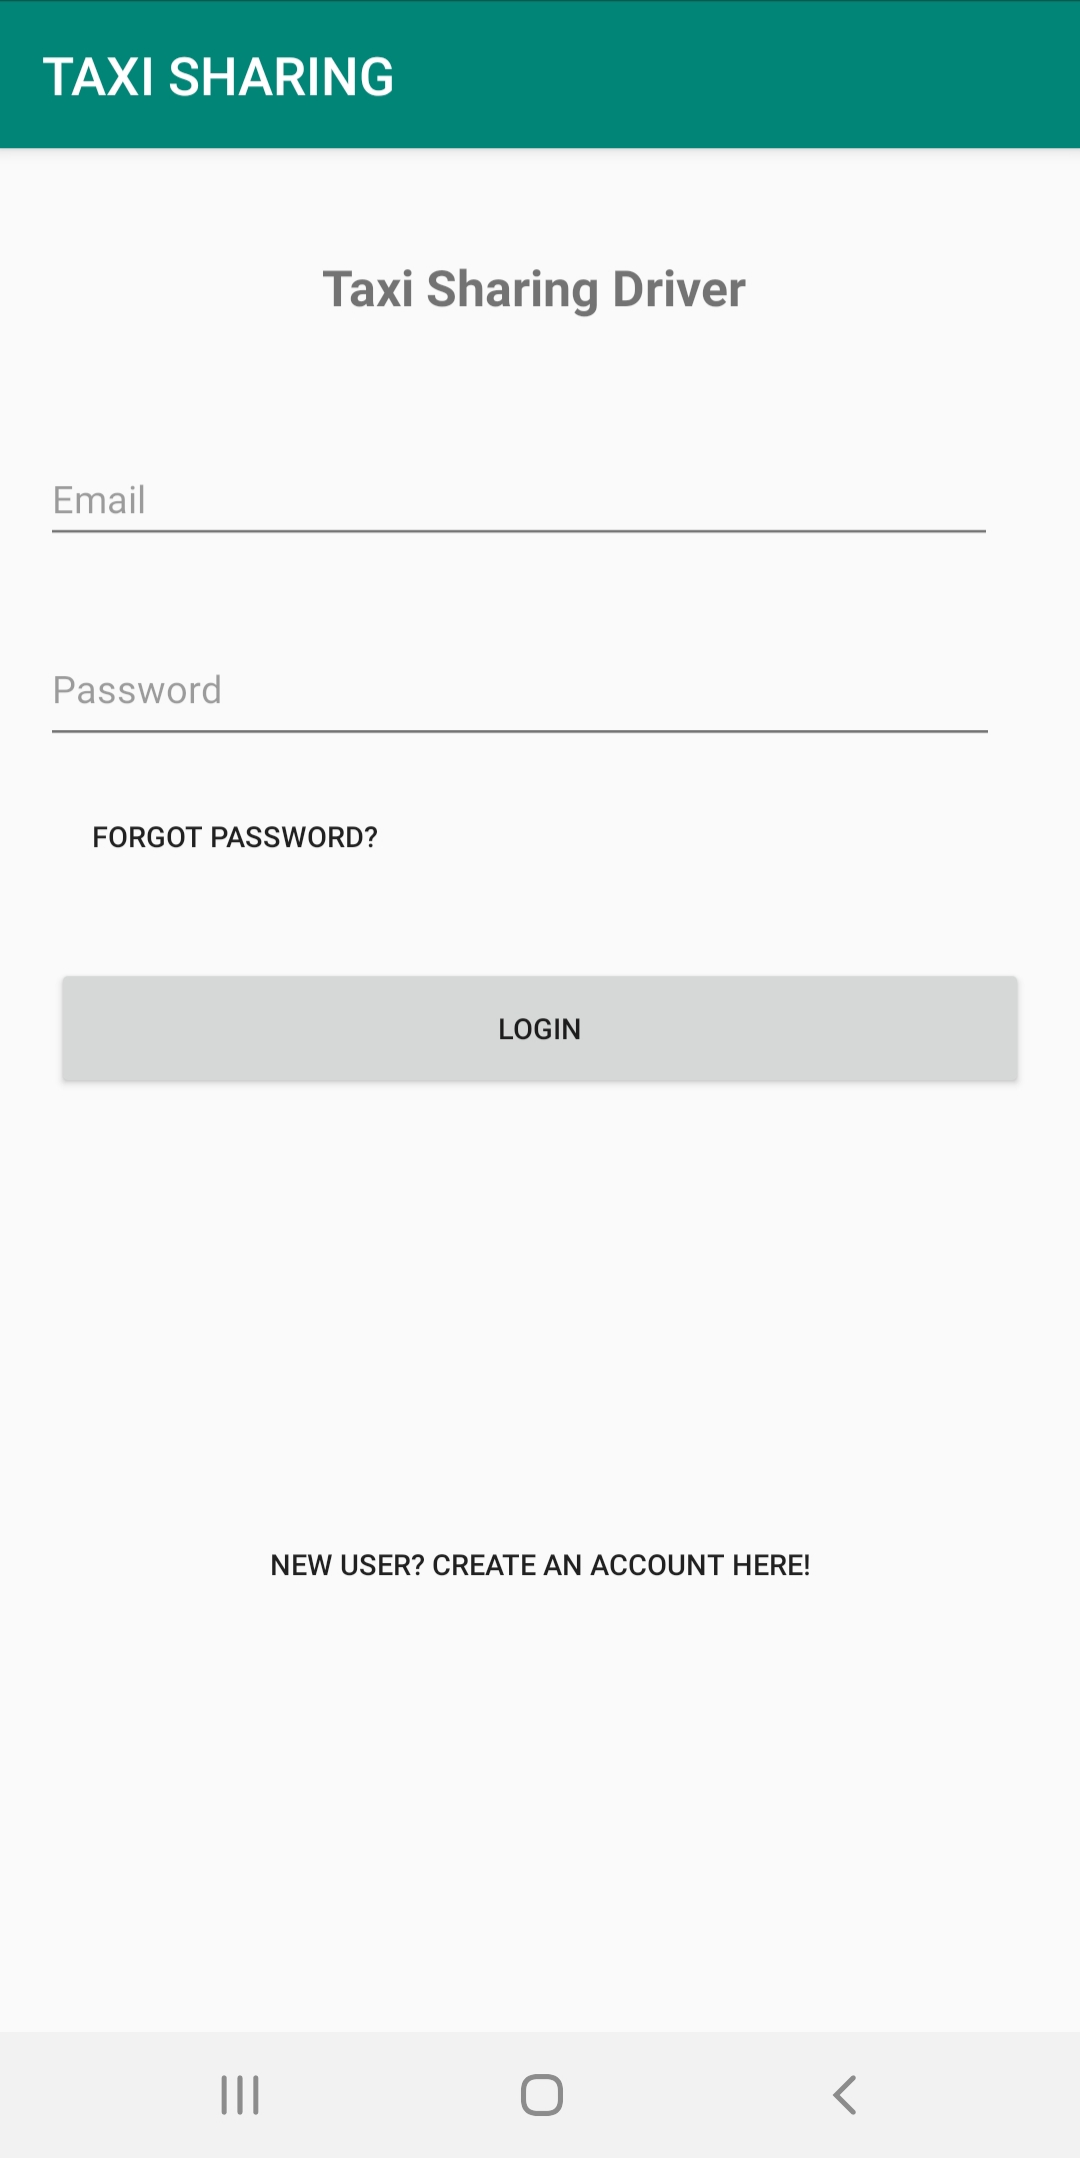 TAXI SHARING
Taxi Sharing Driver
Email
Password
FORGOT PASSWORD?
LOGIN
NEW USER? CREATE AN ACCOUNT HERE!